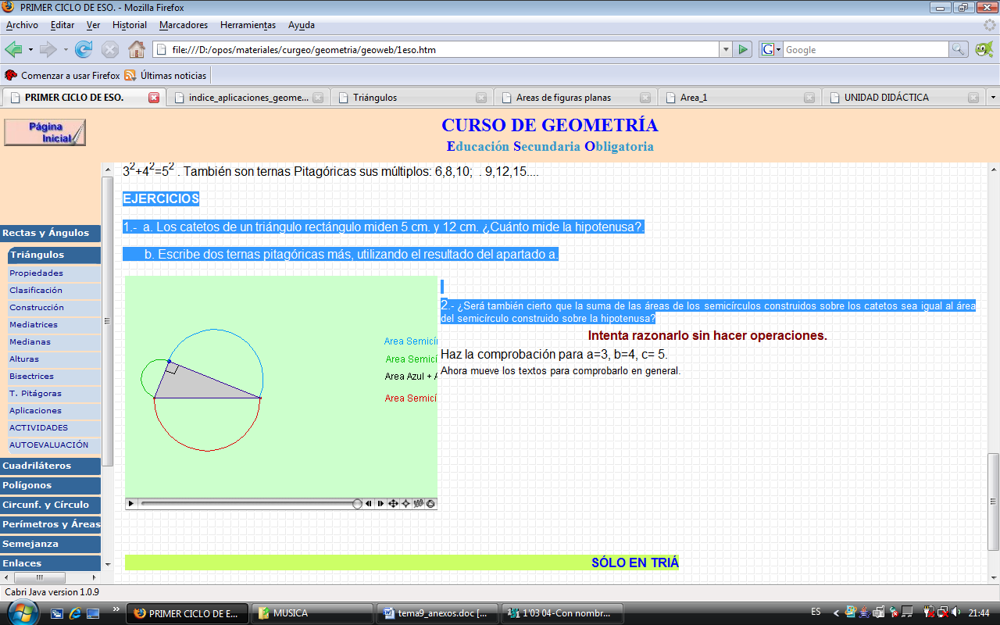 PRIMER CICLO DE ESO. - Mozilla Firefox
Archivo Editar Ver Historial Marcadores Herramientas Ayuda
file:///D:/opos/materiales/curgeo/geometria/geoweb/1eso.htm
Google
Comenzar a usar Firefox Últimas noticias
PRIMER CICLO DE ESO. indice_aplicaciones_geome... Triángulos Areas de figuras planas Area_1 UNIDAD DIDÁCTICA
Página Inicial
CURSO DE GEOMETRÍA
Educación Secundaria Obligatoria
3²+4²=5² . También son ternas Pitagóricas sus múltiplos: 6,8,10; . 9,12,15....
EJERCICIOS
1.- a. Los catetos de un triángulo rectángulo miden 5 cm. y 12 cm. ¿Cuánto mide la hipotenusa?.
b. Escribe dos ternas pitagóricas más, utilizando el resultado del apartado a.
Rectas y Ángulos
Triángulos
Propiedades
Clasificación
Construcción
Mediatrices
Medianas
Alturas
Bisectrices
T. Pitágoras
Aplicaciones
ACTIVIDADES
AUTOEVALUACIÓN
Cuadriláteros
Polígonos
Circunf. y Círculo
Perímetros y Áreas
Semejanza
Enlaces
Area Semicí
Area Semicí
Area Azul + A
Area Semicí
2.- ¿Será también cierto que la suma de las áreas de los semicírculos construidos sobre los catetos sea igual al área
del semicírculo construido sobre la hipotenusa?
Intenta razonarlo sin hacer operaciones.
Haz la comprobación para a=3, b=4, c= 5.
Ahora mueve los textos para comprobarlo en general.
SÓLO EN TRIÁ
Cabri Java version 1.0.9
PRIMER CICLO DE E... MUSICA tema9_anexos.doc [... 1'03 04-Con nombr... ES 21:44